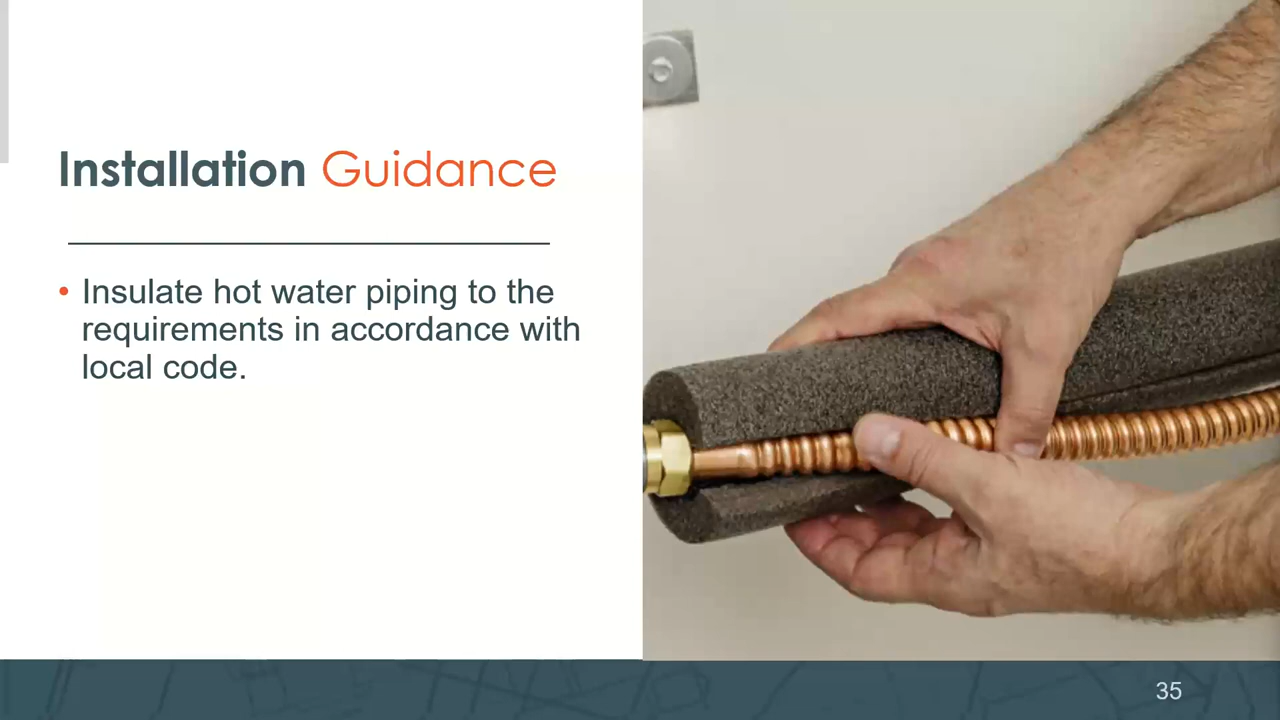 Installation Guidance
• Insulate hot water piping to the
requirements in accordance with
local code.
35